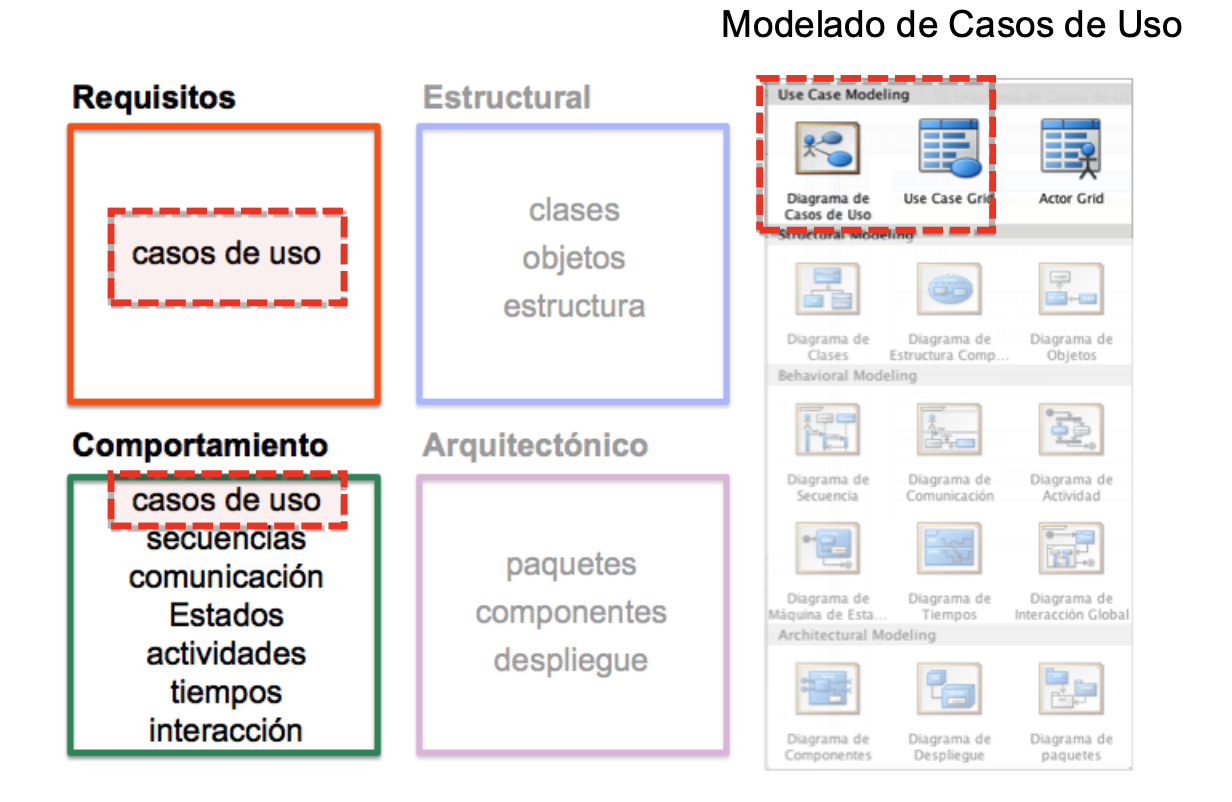 Modelado de Casos de Uso
Requisitos
casos de uso
Estructural
clases
objetos
estructura
Comportamiento
casos de uso
secuencias
comunicación
Estados
actividades
tiempos
interacción
Arquitectónico
paquetes
componentes
despliegue
Use Case Modeling
Diagrama de
Casos de Uso
Use Case Grid
Actor Grid
Structural Modeling
Diagrama de
Clases
Diagrama de
Estructura Comp...
Diagrama de
Objetos
Behavioral Modeling
Diagrama de
Secuencia
Diagrama de
Comunicación
Diagrama de
Actividad
Diagrama de
Máquina de Esta...
Diagrama de
Tiempos
Diagrama de
Interacción Global
Architectural Modeling
Diagrama de
Componentes
Diagrama de
Despliegue
Diagrama de
paquetes